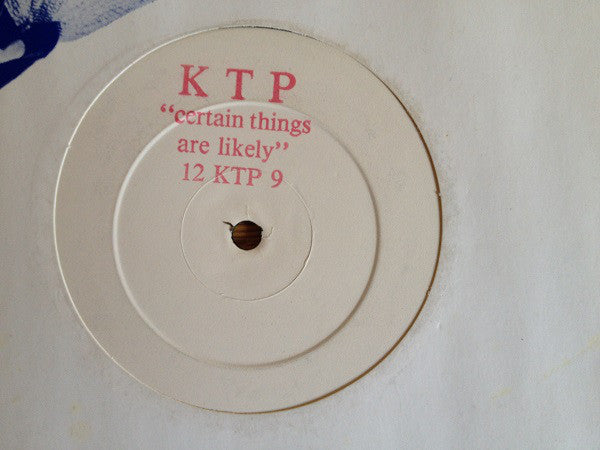 K T P
“certain things
are likely”
12 KTP 9